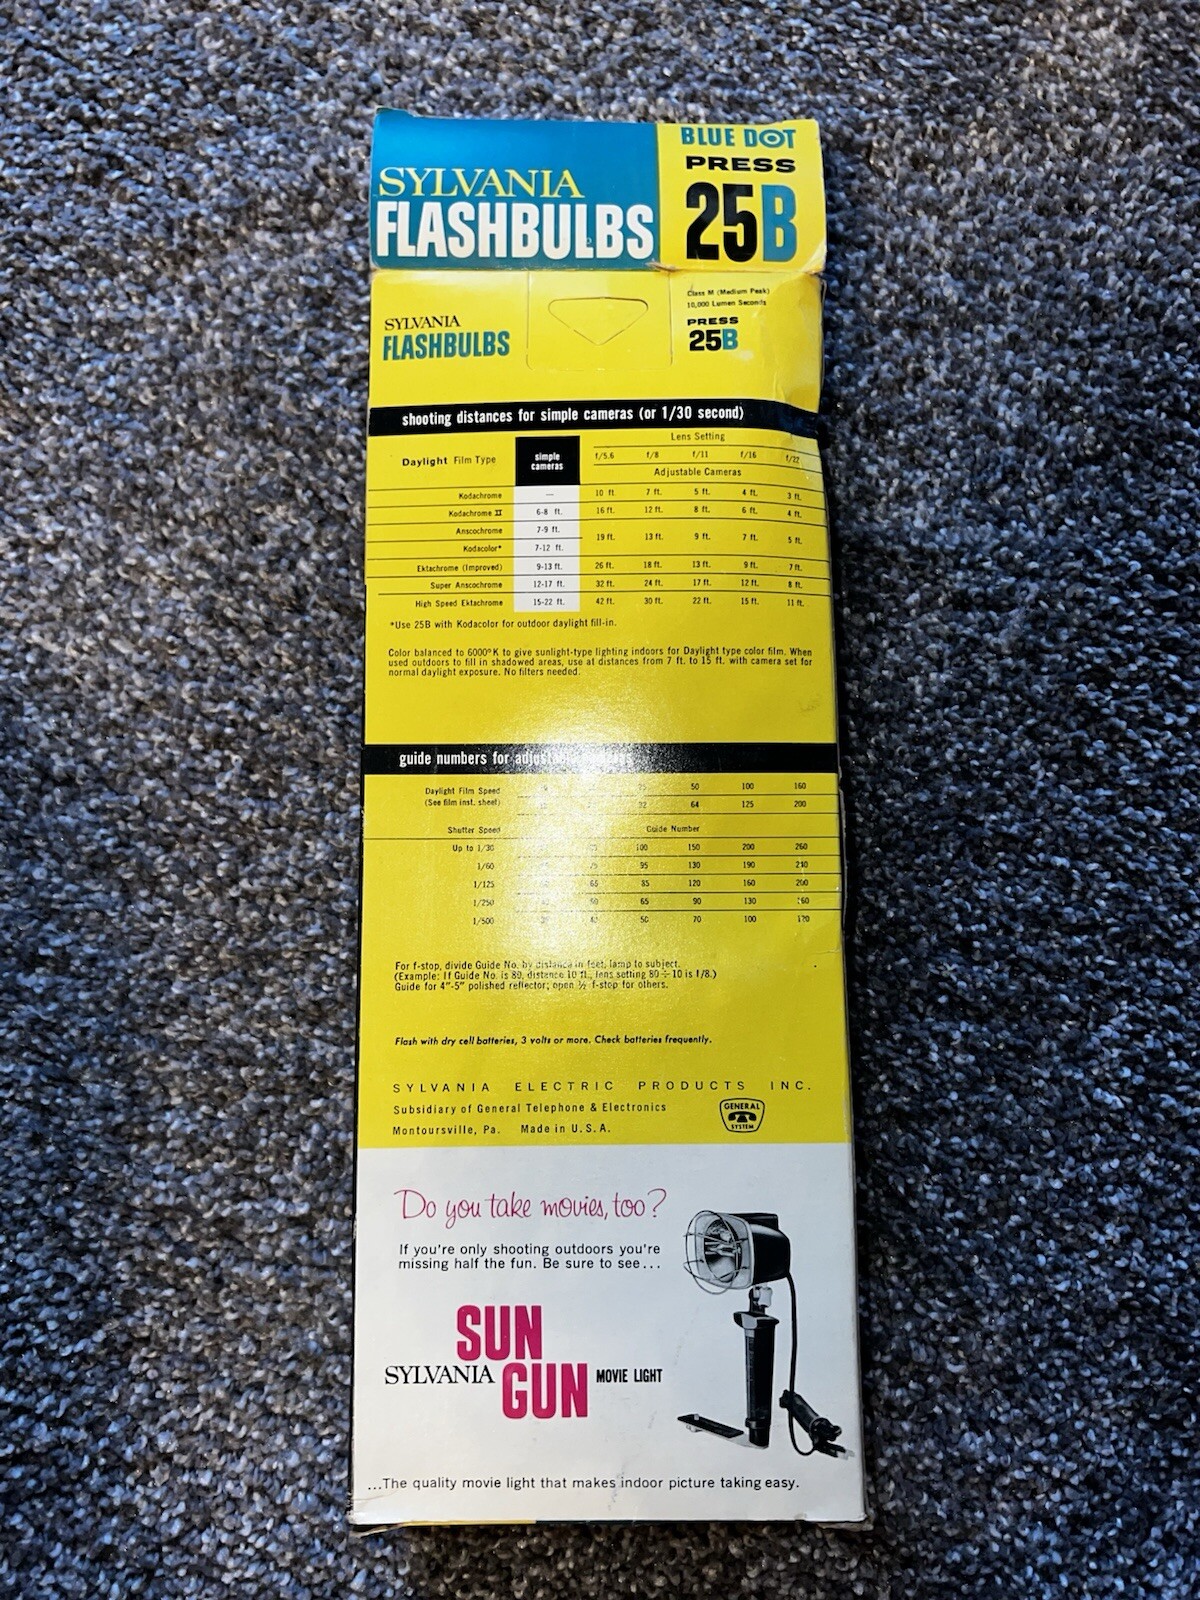 SYLVANIA
FLASHBULBS
BLUE DOT
PRESS
25B
SYLVANIA
FLASHBULBS
Class M (Medium Peak)
10,000 Lumen Seconds
PRESS
25B
shooting distances for simple cameras (or 1/30 second)
Daylight Film Type
simple
cameras
Lens Setting
f/5.6 f/8 f/11 f/16 f/22
Adjustable Cameras
Kodachrome — 10 ft. 7 ft. 5 ft. 4 ft. 3 ft.
Kodachrome II 6-8 ft. 16 ft. 12 ft. 8 ft. 6 ft. 4 ft.
Anscochrome 7-9 ft.
19 ft. 13 ft. 9 ft. 7 ft. 5 ft.
Kodacolor* 7-12 ft.
Ektachrome (Improved) 9-13 ft. 26 ft. 18 ft. 13 ft. 9 ft. 7 ft.
Super Anscochrome 12-17 ft. 32 ft. 24 ft. 17 ft. 12 ft. 8 ft.
High Speed Ektachrome 15-22 ft. 42 ft. 30 ft. 22 ft. 15 ft. 11 ft.
*Use 25B with Kodacolor for outdoor daylight fill-in.
Color balanced to 6000°K to give sunlight-type lighting indoors for Daylight type color film. When
used outdoors to fill in shadowed areas, use at distances from 7 ft. to 15 ft. with camera set for
normal daylight exposure. No filters needed.
guide numbers for adjustable cameras
Daylight Film Speed 50 100 160
(See film inst. sheet) 32 64 125 200
Shutter Speed Guide Number
Up to 1/30 100 150 200 260
1/60 75 95 130 190 210
1/125 65 85 120 160 200
1/250 50 65 90 130 160
1/500 50 70 100 120
For f-stop, divide Guide No. by distance in feet, lamp to subject.
(Example: If Guide No. is 80, distance 10 ft., lens setting 80 ÷ 10 is f/8.)
Guide for 4"-5" polished reflector; open ½ f-stop for others.
Flash with dry cell batteries, 3 volts or more. Check batteries frequently.
SYLVANIA ELECTRIC PRODUCTS INC.
Subsidiary of General Telephone & Electronics
Montoursville, Pa. Made in U.S.A.
GENERAL
SYSTEM
Do you take movies, too?
If you're only shooting outdoors you're
missing half the fun. Be sure to see...
SUN
SYLVANIA GUN MOVIE LIGHT
...The quality movie light that makes indoor picture taking easy.